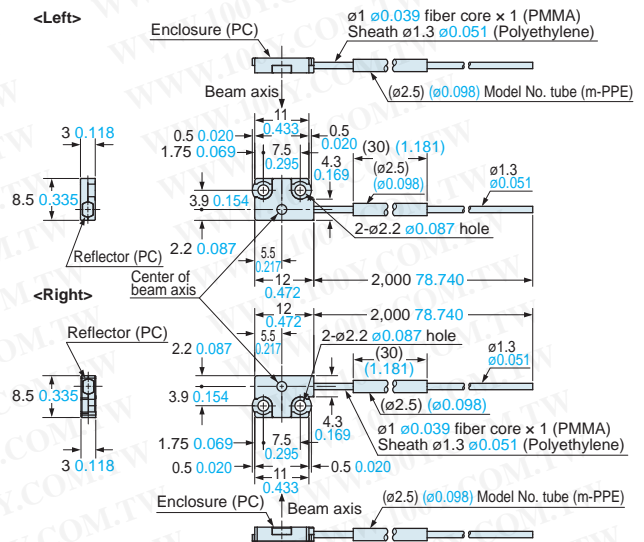 <Left>
Enclosure (PC)
ø1 ø0.039 fiber core × 1 (PMMA)
Sheath ø1.3 ø0.051 (Polyethylene)
(ø2.5) (ø0.098) Model No. tube (m-PPE)
Beam axis
11
0.433
3 0.118
0.5 0.020
0.5
0.020
1.75 0.069
7.5
0.295
4.3
0.169
(30) (1.181)
(ø2.5)
(ø0.098)
ø1.3
ø0.051
8.5 0.335
3.9 0.154
2.2 0.087
2-ø2.2 ø0.087 hole
Reflector (PC)
5.5
0.217
Center of
beam axis
12
0.472
2,000 78.740
<Right>
12
0.472
2,000 78.740
Reflector (PC)
5.5
0.217
2-ø2.2 ø0.087 hole
2.2 0.087
(30)
(1.181)
ø1.3
ø0.051
8.5 0.335
3.9 0.154
4.3
0.169
(ø2.5) (ø0.098)
ø1 ø0.039 fiber core × 1 (PMMA)
Sheath ø1.3 ø0.051 (Polyethylene)
1.75 0.069
7.5
0.295
3 0.118
0.5 0.020
0.5 0.020
11
0.433
Enclosure (PC)
Beam axis
(ø2.5) (ø0.098) Model No. tube (m-PPE)
WWW.100Y.COM.TW